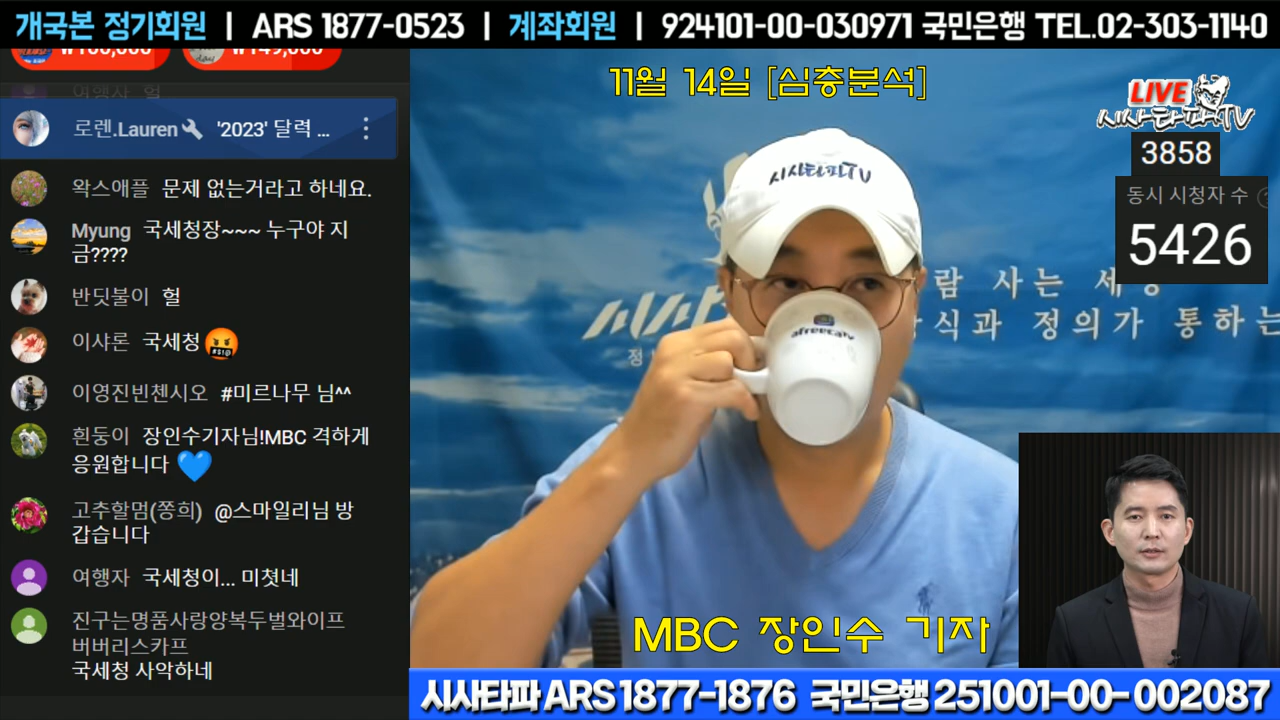 개국본 정기회원 | ARS 1877-0523 | 계좌회원 | 924101-00-030971 국민은행 TEL.02-303-1140
여행자 헐
로렌.Lauren '2023' 달력 ...
왁스애플 문제 없는거라고 하네요.
Myung 국세청장~~~ 누구야 지
금????
반딧불이 헐
이샤론 국세청
이영진빈첸시오 #미르나무 님^^
흰둥이 장인수기자님!MBC 격하게
응원합니다
고추할멈(쫑희) @스마일리님 방
갑습니다
여행자 국세청이... 미쳤네
진구는명품사랑양복두벌와이프
버버리스카프
국세청 사악하네
11월 14일 [심층분석]
LIVE
시사타파TV
3858
동시 시청자 수
5426
시사타파TV
람 사는 세상
식과 정의가 통하는
시사
afreecaTV
MBC 장인수 기자
시사타파 ARS 1877-1876 국민은행 251001-00-002087